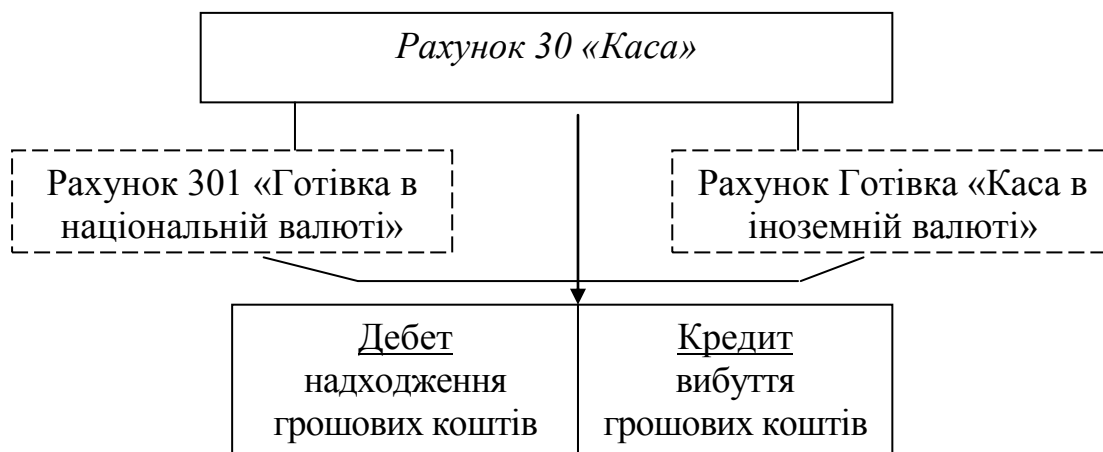 Рахунок 30 «Каса»
Рахунок 301 «Готівка в
національній валюті»
Рахунок Готівка «Каса в
іноземній валюті»
Дебет
надходження
грошових коштів
Кредит
вибуття
грошових коштів